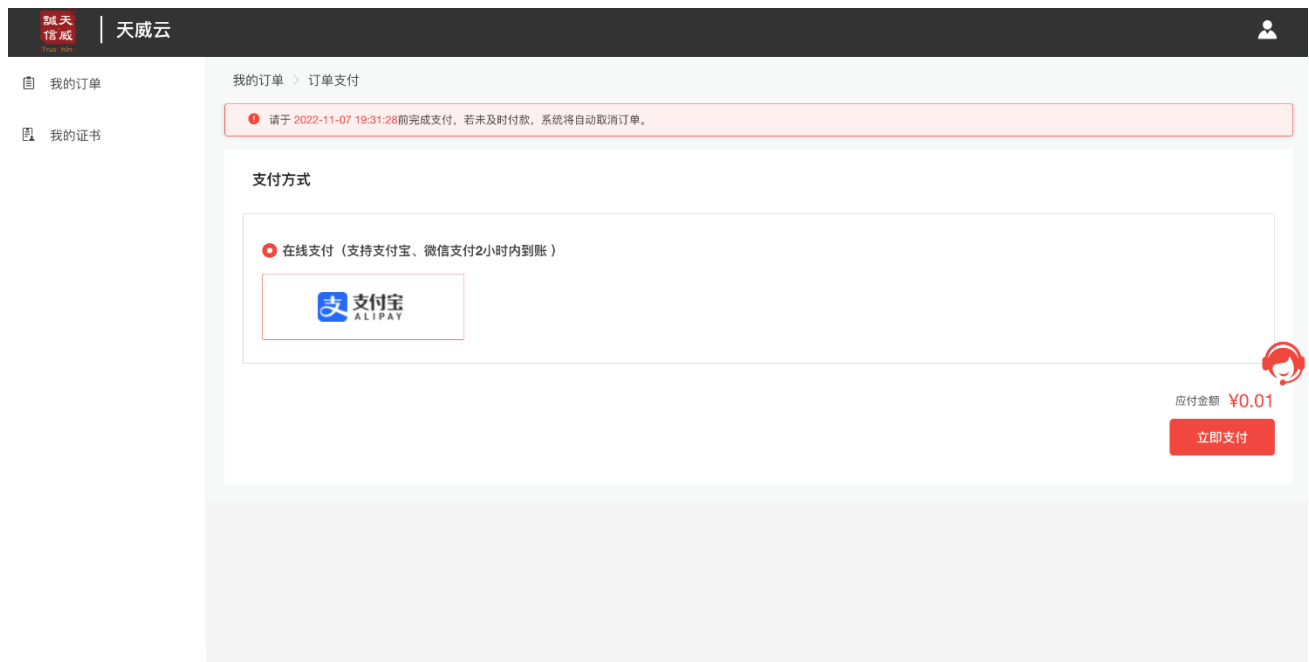 誠天
信威
天威云
我的订单
我的证书
我的订单 > 订单支付
请于 2022-11-07 19:31:28前完成支付，若未及时付款，系统将自动取消订单。
支付方式
在线支付（支持支付宝、微信支付2小时内到账 ）
支 支付宝
ALIPAY
应付金额 ¥0.01
立即支付